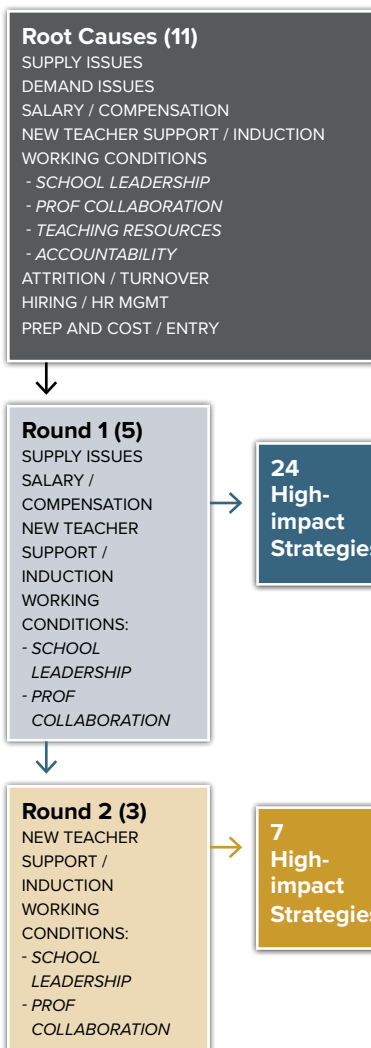 Root Causes (11)
SUPPLY ISSUES
DEMAND ISSUES
SALARY / COMPENSATION
NEW TEACHER SUPPORT / INDUCTION
WORKING CONDITIONS
- SCHOOL LEADERSHIP
- PROF COLLABORATION
- TEACHING RESOURCES
- ACCOUNTABILITY
ATTRITION / TURNOVER
HIRING / HR MGMT
PREP AND COST / ENTRY
Round 1 (5)
SUPPLY ISSUES
SALARY /
COMPENSATION
NEW TEACHER
SUPPORT /
INDUCTION
WORKING
CONDITIONS:
- SCHOOL
LEADERSHIP
- PROF
COLLABORATION
24
High-
impact
Strategies
Round 2 (3)
NEW TEACHER
SUPPORT /
INDUCTION
WORKING
CONDITIONS:
- SCHOOL
LEADERSHIP
- PROF
COLLABORATION
7
High-
impact
Strategies